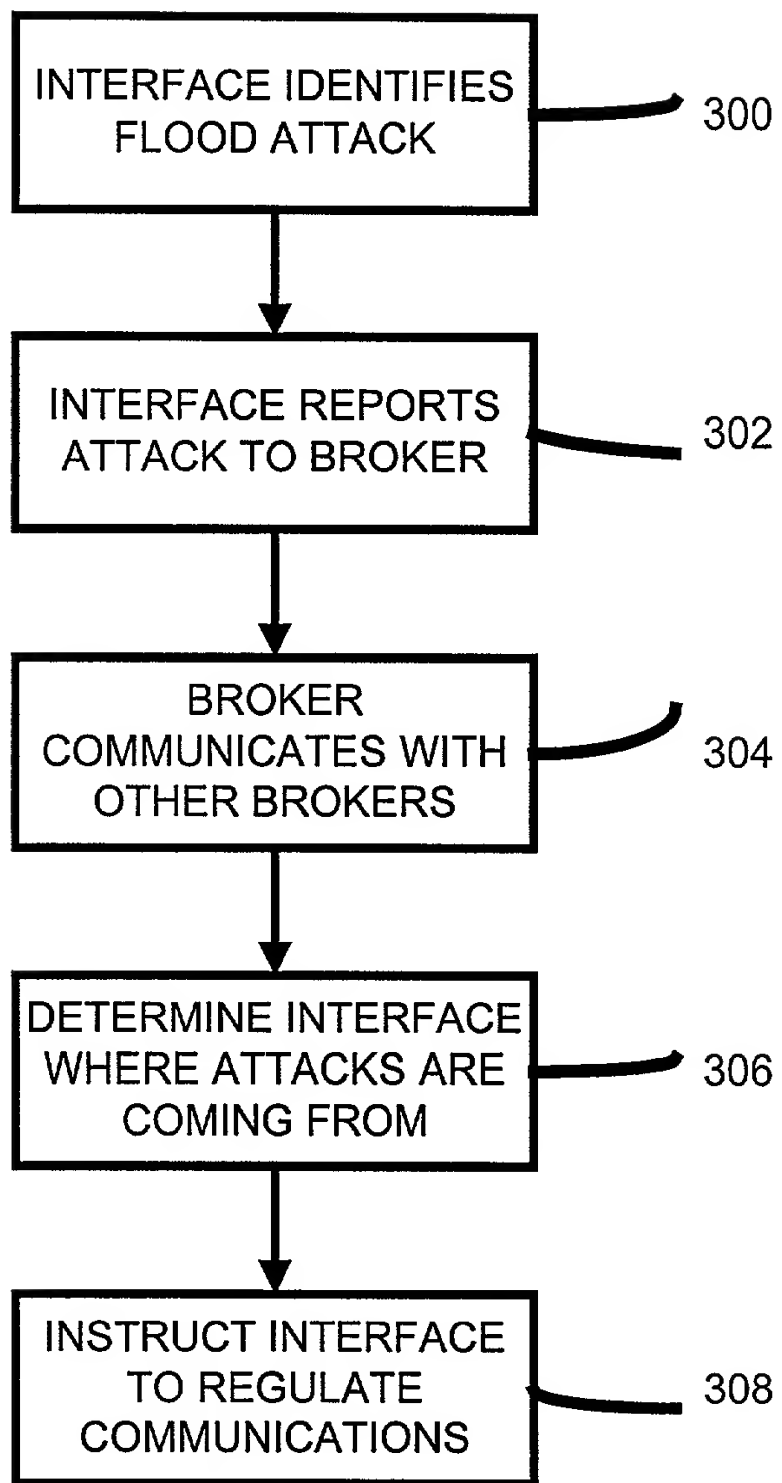 INTERFACE IDENTIFIES
FLOOD ATTACK
300
INTERFACE REPORTS
ATTACK TO BROKER
302
BROKER
COMMUNICATES WITH
OTHER BROKERS
304
DETERMINE INTERFACE
WHERE ATTACKS ARE
COMING FROM
306
INSTRUCT INTERFACE
TO REGULATE
COMMUNICATIONS
308